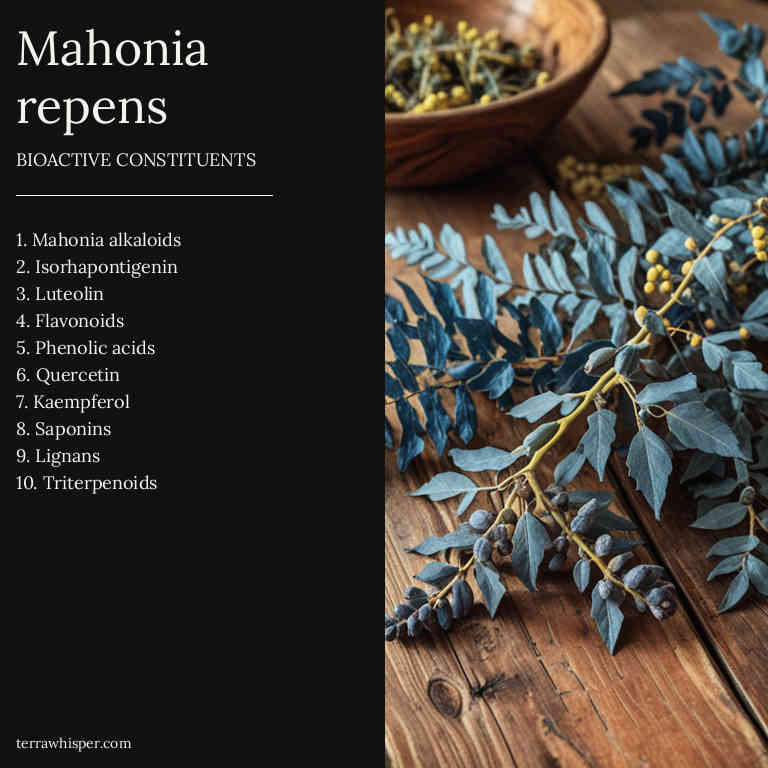 Mahonia
repens
BIOACTIVE CONSTITUENTS
1. Mahonia alkaloids
2. Isorhapontigenin
3. Luteolin
4. Flavonoids
5. Phenolic acids
6. Quercetin
7. Kaempferol
8. Saponins
9. Lignans
10. Triterpenoids
terrawhisper.com